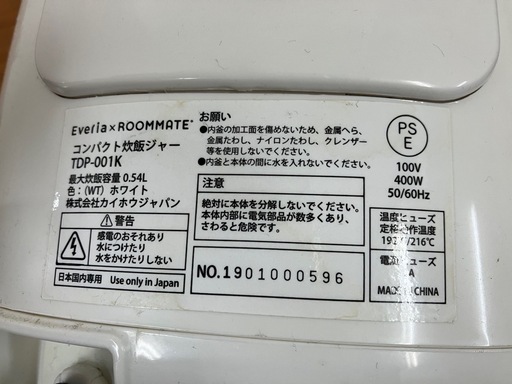 Everia×ROOMMATE®
コンパクト炊飯ジャー
TDP-001K
最大炊飯容量 0.54L
色：(WT) ホワイト
株式会社カイホウジャパン
警告
感電のおそれあり
水につけたり
水をかけたりしない
日本国内専用 Use only in Japan
お願い
●内釜の加工面を傷めないため、金属へら、
金属たわし、ナイロンたわし、クレンザー
等を使用しないでください。
●内釜と本体の間に水を入れないでください。
注意
絶対に本体を分解しないでください。
本体内部に電気部品が数多くあり、
さわると危険です。
NO.1901000596
PS
E
100V
400W
50/60Hz
温度ヒューズ
定格動作温度
216℃
電流ヒューズ
MADE IN CHINA